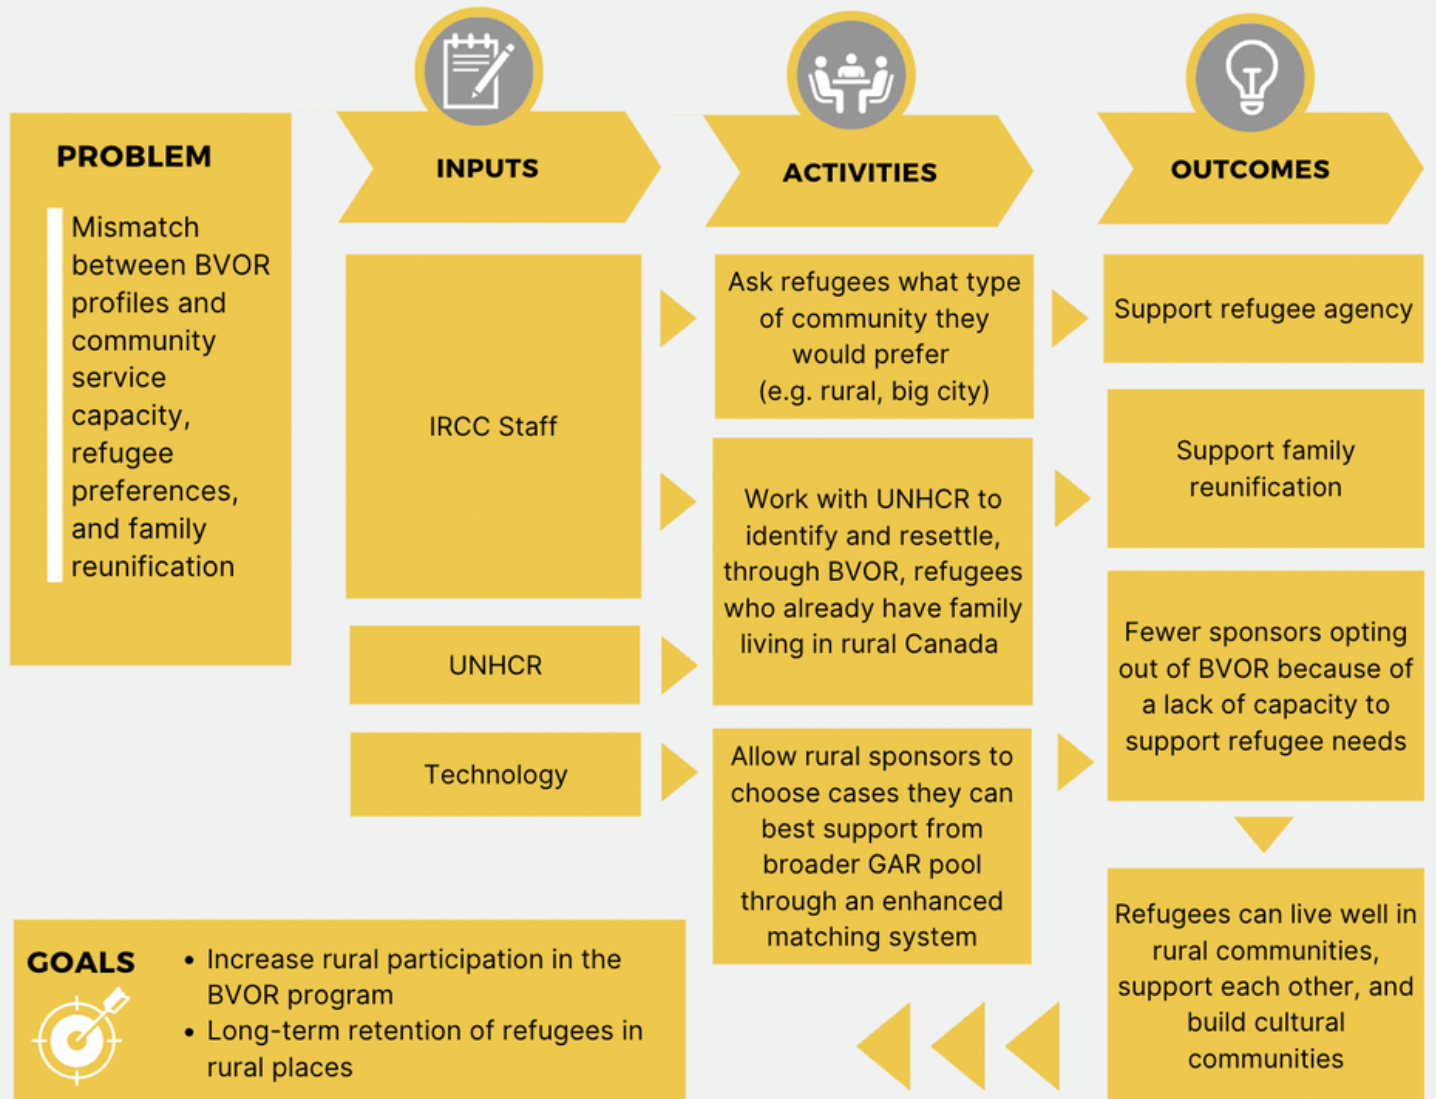 PROBLEM
Mismatch
between BVOR
profiles and
community
service
capacity,
refugee
preferences,
and family
reunification
INPUTS
IRCC Staff
UNHCR
Technology
ACTIVITIES
Ask refugees what type
of community they
would prefer
(e.g. rural, big city)
Work with UNHCR to
identify and resettle,
through BVOR, refugees
who already have family
living in rural Canada
Allow rural sponsors to
choose cases they can
best support from
broader GAR pool
through an enhanced
matching system
OUTCOMES
Support refugee agency
Support family
reunification
Fewer sponsors opting
out of BVOR because of
a lack of capacity to
support refugee needs
Refugees can live well in
rural communities,
support each other, and
build cultural
communities
GOALS
• Increase rural participation in the
BVOR program
• Long-term retention of refugees in
rural places